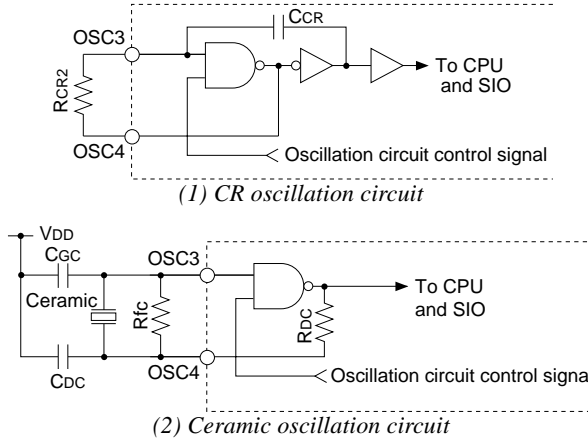 CCR
OSC3
To CPU
and SIO
RCR2
OSC4
Oscillation circuit control signal
(1) CR oscillation circuit
VDD
CGC
OSC3
Ceramic
Rfc
To CPU
and SIO
RDC
CDC
OSC4
Oscillation circuit control signal
(2) Ceramic oscillation circuit